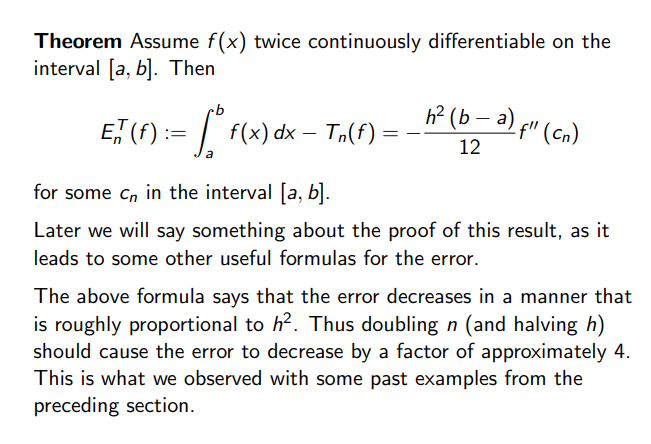 Theorem Assume f(x) twice continuously differentiable on the
interval [a, b]. Then
E_n^T(f) := ∫_a^b f(x) dx − T_n(f) = − h² (b − a) / 12 f″ (c_n)
for some c_n in the interval [a, b].
Later we will say something about the proof of this result, as it
leads to some other useful formulas for the error.
The above formula says that the error decreases in a manner that
is roughly proportional to h². Thus doubling n (and halving h)
should cause the error to decrease by a factor of approximately 4.
This is what we observed with some past examples from the
preceding section.